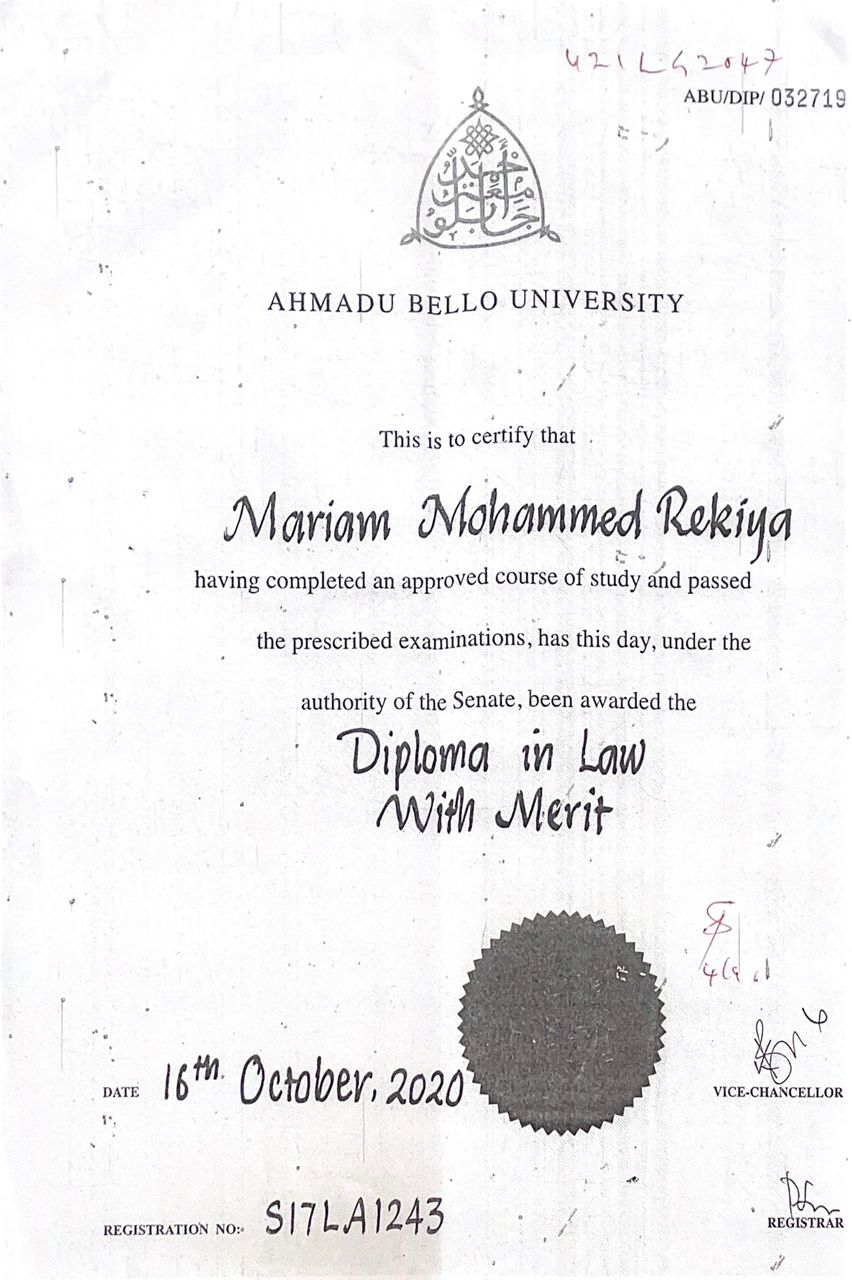 U21LG2047
ABU/DIP/ 032719
AHMADU BELLO UNIVERSITY
This is to certify that
Mariam Mohammed Rekiya
having completed an approved course of study and passed
the prescribed examinations, has this day, under the
authority of the Senate, been awarded the
Diploma in Law
With Merit
DATE 16th October, 2020
VICE-CHANCELLOR
REGISTRATION NO:- S17LA1243
REGISTRAR